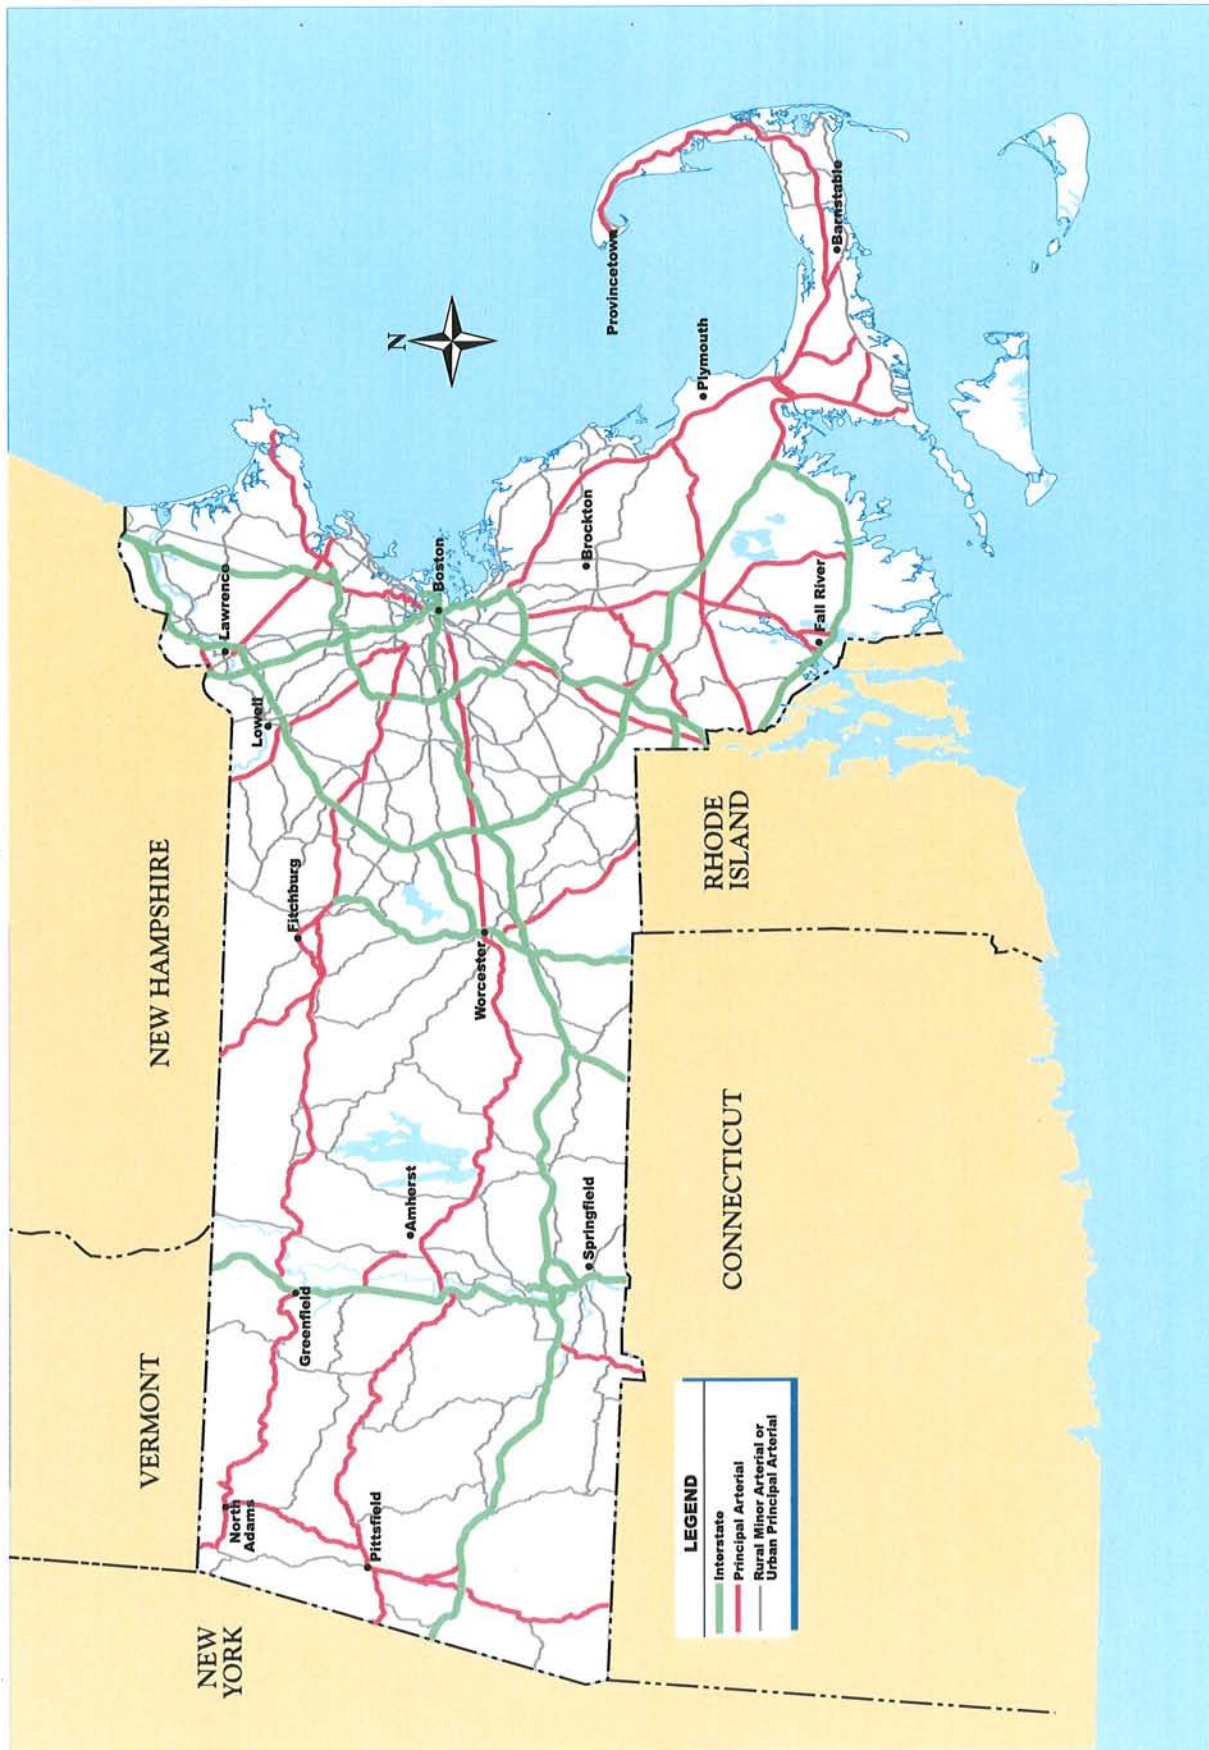 NEW HAMPSHIRE
VERMONT
NEW
YORK
N
Lawrence
Lowell
Fitchburg
North
Adams
Greenfield
Boston
Amherst
Pittsfield
Worcester
Provincetown
Brockton
Springfield
Plymouth
Fall River
Barnstable
RHODE
ISLAND
CONNECTICUT
LEGEND
Interstate
Principal Arterial
Rural Minor Arterial or
Urban Principal Arterial